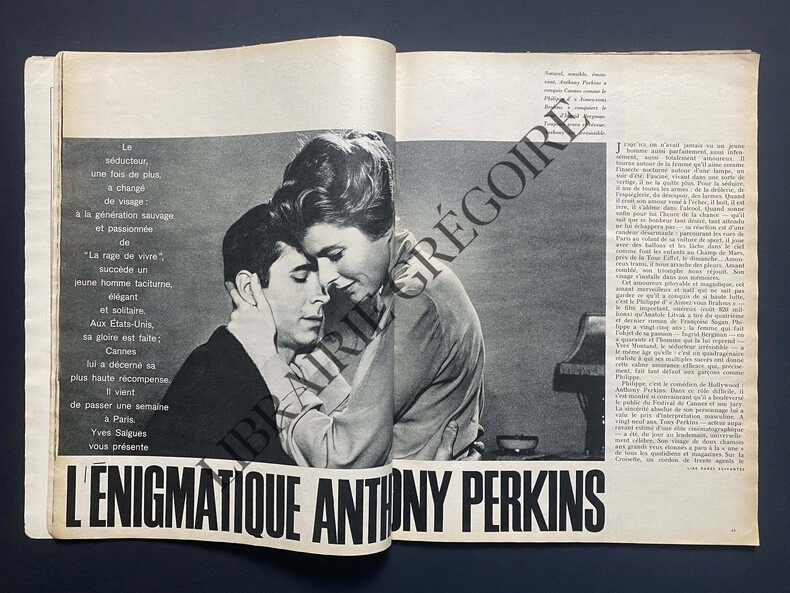 Le
séducteur,
une fois de plus,
a changé
de visage :
à la génération sauvage
et passionnée
de
"La rage de vivre",
succède un
jeune homme taciturne,
élégant
et solitaire.
Aux États-Unis,
sa gloire est faite ;
Cannes
lui a décerné sa
plus haute récompense.
Il vient
de passer une semaine
à Paris.
Yves Salgues
vous présente
L'ÉNIGMATIQUE ANTHONY PERKINS
Naturel, sensible, émou-
vant, Anthony Perkins a
conquis Cannes comme le
Philippe d' « Aimez-vous
Brahms » conquiert le
d'Ingrid Bergman.
rêveur,
Anthony irrésistible.
JUSQU'ICI on n'avait jamais vu un jeune
homme aussi parfaitement, aussi inten-
sément, aussi totalement amoureux. Il
tourne autour de la femme qu'il aime comme
l'insecte nocturne autour d'une lampe, un
soir d'été. Fasciné, vivant dans une sorte de
vertige, il ne la quitte plus. Pour la séduire,
il use de toutes les armes : de la drôlerie, de
l'espièglerie, du désespoir, des larmes. Quand
il croit son amour voué à l'échec, il boit, il est
ivre, il s'abîme dans l'alcool. Quand sonne
enfin pour lui l'heure de la chance — qu'il
sait que ce bonheur tant désiré, tant attendu
ne lui échappera pas — sa réaction est d'une
candeur désarmante : parcourant les rues de
Paris au volant de sa voiture de sport, il joue
avec des ballons et les lâche dans le ciel
comme font les enfants au Champ de Mars,
près de la Tour Eiffel, le dimanche... Amou-
reux transi, il nous arrache des pleurs. Amant
comblé, son triomphe nous réjouit. Son
visage s'installe dans nos mémoires.
Cet amoureux pitoyable et magnifique, cet
amant merveilleux et naïf qui ne sait pas
garder ce qu'il a conquis de si haute lutte,
c'est le Philippe d' « Aimez-vous Brahms » —
le film important, onéreux (coût 820 mil-
lions) qu'Anatole Litvak a tiré du quatrième
et dernier roman de Françoise Sagan. Phi-
lippe a vingt-cinq ans ; la femme qui fait
l'objet de sa passion — Ingrid Bergman — en
a quarante et l'homme qui la lui reprend —
Yves Montand, le séducteur irrésistible — a
le même âge qu'elle : c'est un quadragénaire
réaliste à qui ses multiples succès ont donné
cette calme assurance efficace qui, précisé-
ment, fait tant défaut aux garçons comme
Philippe.
Philippe, c'est le comédien de Hollywood :
Anthony Perkins. Dans ce rôle difficile, il
s'est montré si convaincant qu'il a bouleversé
le public du Festival de Cannes et son jury.
La sincérité absolue de son personnage lui a
valu le prix d'interprétation masculine. A
vingt-neuf ans, Tony Perkins — acteur aupa-
ravant estimé d'une élite cinématographique
— a été, du jour au lendemain, universelle-
ment célèbre. Son visage de doux chamois
aux grands yeux étonnés a paru à la « une »
de tous les quotidiens et magazines. Sur la
Croisette, un cordon de trente agents le
LIRE PAGES SUIVANTES
LIBRAIRIE GREGOIRE